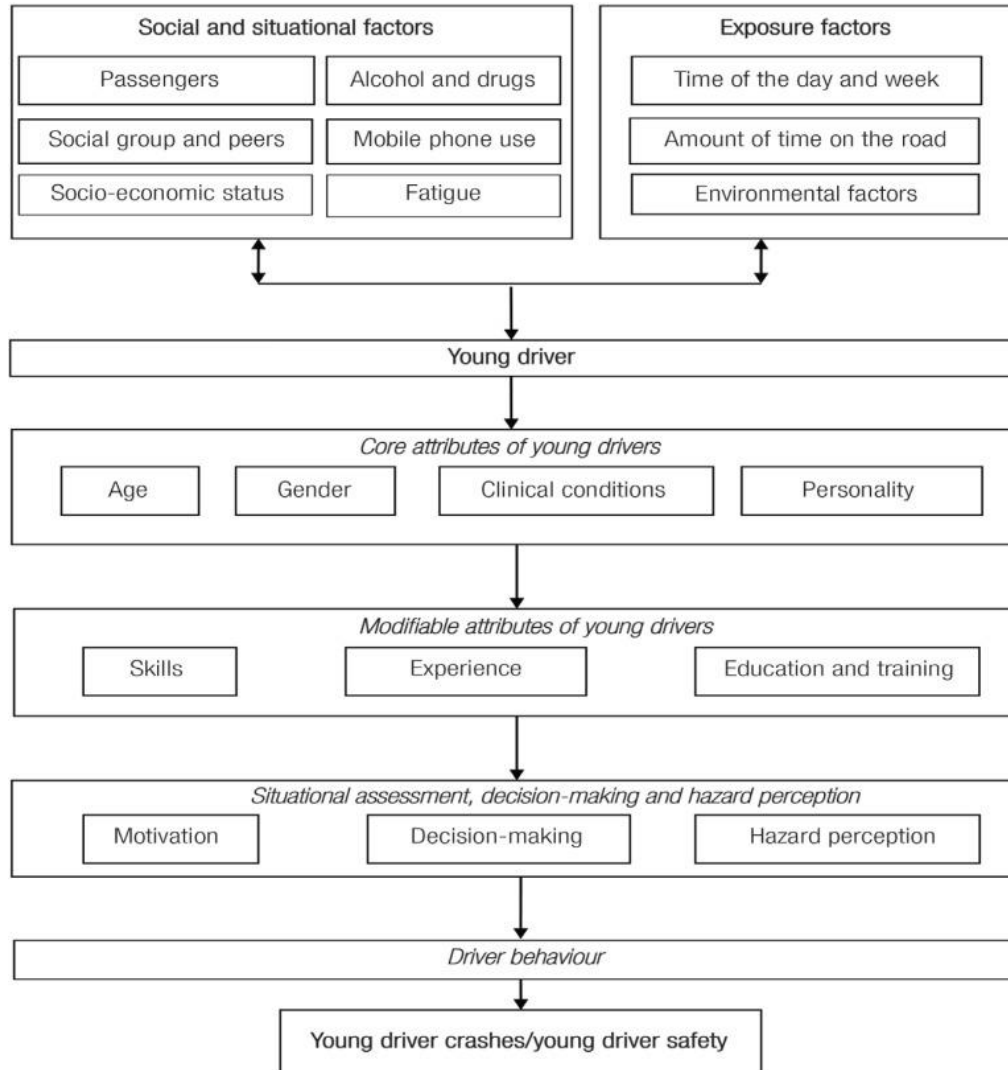 Social and situational factors
Passengers
Alcohol and drugs
Social group and peers
Mobile phone use
Socio-economic status
Fatigue
Exposure factors
Time of the day and week
Amount of time on the road
Environmental factors
Young driver
Core attributes of young drivers
Age
Gender
Clinical conditions
Personality
Modifiable attributes of young drivers
Skills
Experience
Education and training
Situational assessment, decision-making and hazard perception
Motivation
Decision-making
Hazard perception
Driver behaviour
Young driver crashes/young driver safety